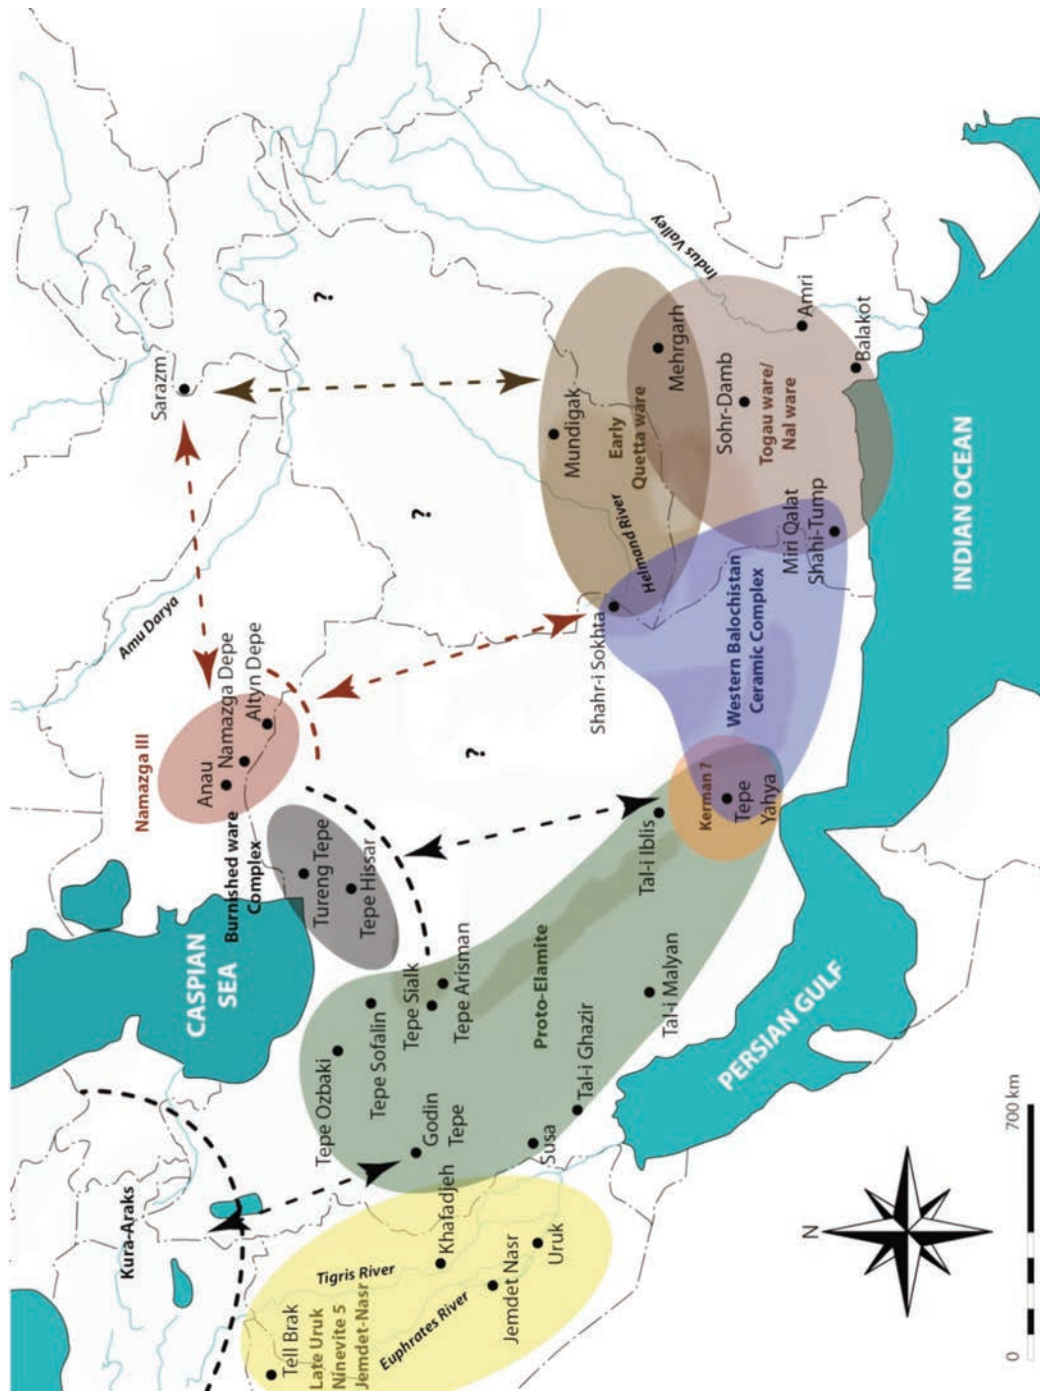 Kura-Araks
CASPIAN
SEA
Namazga III
Burnished ware
Complex
Anau
Namazga Depe
Altyn Depe
Amu Darya
Sarazm
Tureng Tepe
Tepe Hissar
Tell Brak
Late Uruk
Ninevite 5
Jemdet-Nasr
Tigris River
Euphrates River
Khafadjeh
Jemdet Nasr
Uruk
Tepe Ozbaki
Tepe Sofalin
Tepe Sialk
Tepe Arisman
Godin
Tepe
Susa
Proto-Elamite
Tal-i Ghazir
Tal-i Malyan
Tal-i Iblis
Kerman ?
Tepe
Yahya
?
?
?
Shahr-i Sokhta
Helmand River
Mundigak
Early
Quetta ware
Mehrgarh
Indus Valley
Sohr-Damb
Togau ware/
Nal ware
Amri
Balakot
Miri Qalat
Shahi-Tump
Western Balochistan
Ceramic Complex
PERSIAN GULF
INDIAN OCEAN
N
0
700 km